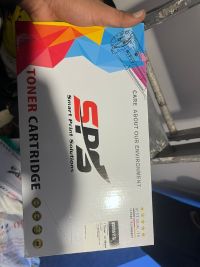 SPS
Smart Print Solutions
TONER CARTRIDGE
CARE ABOUT OUR ENVIRONMENT